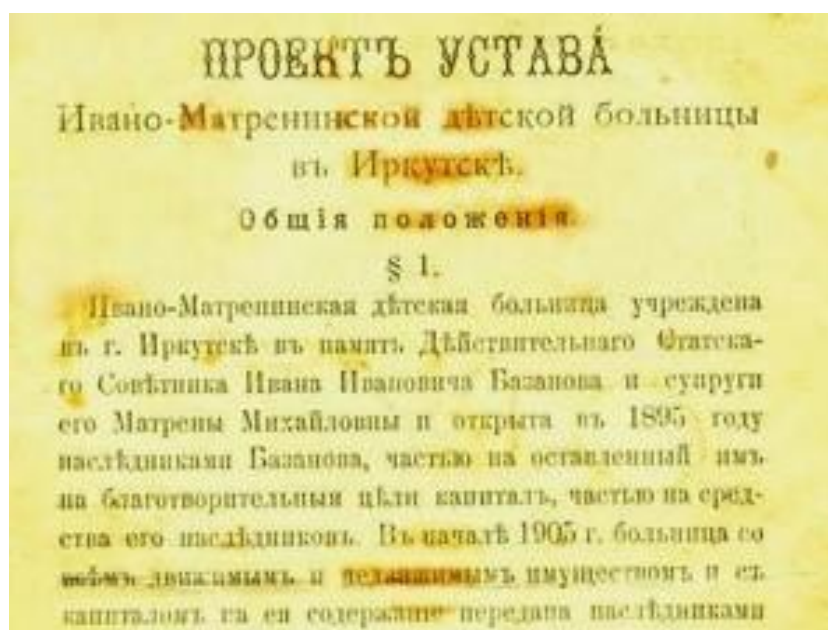 ПРОЕКТЪ УСТАВА
Ивано-Матренинской дѣтской больницы
въ Иркутскѣ.
Общія положенія.
§ 1.
Ивано-Матренинская дѣтская больница учреждена
въ г. Иркутскѣ въ память Дѣйствительнаго Статска-
го Совѣтника Ивана Ивановича Базанова и супруги
его Матрены Михайловны и открыта въ 1895 году
наслѣдниками Базанова, частью на оставленный имъ
на благотворительныя цѣли капиталъ, частью на сред-
ства его наслѣдниковъ. Въ началѣ 1905 г. больница со
всѣмъ движимымъ и недвижимымъ имуществомъ и съ
капиталомъ на ея содержаніе передана наслѣдниками